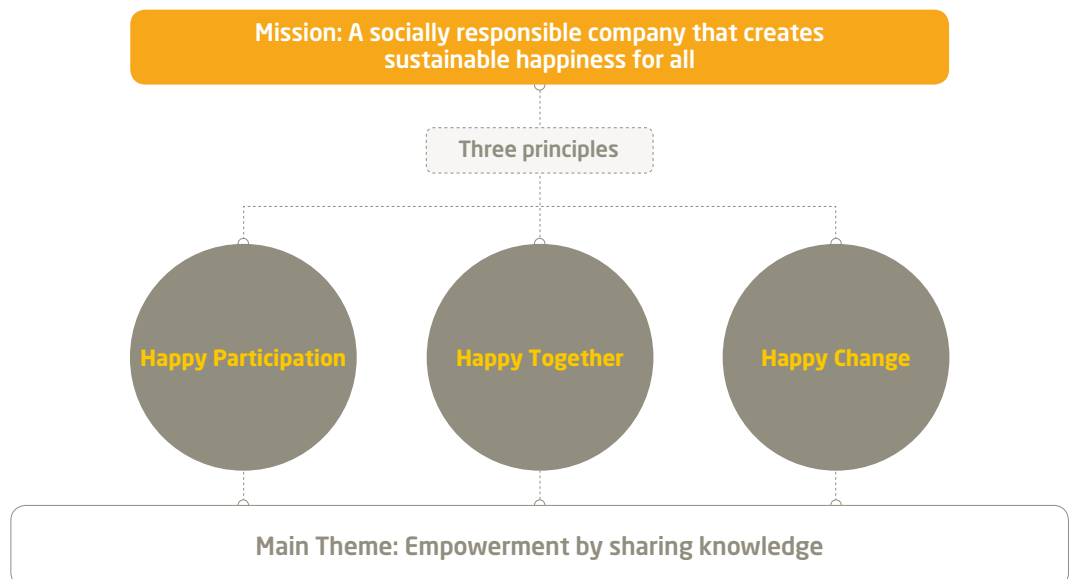 Mission: A socially responsible company that creates
sustainable happiness for all
Three principles
Happy Participation
Happy Together
Happy Change
Main Theme: Empowerment by sharing knowledge